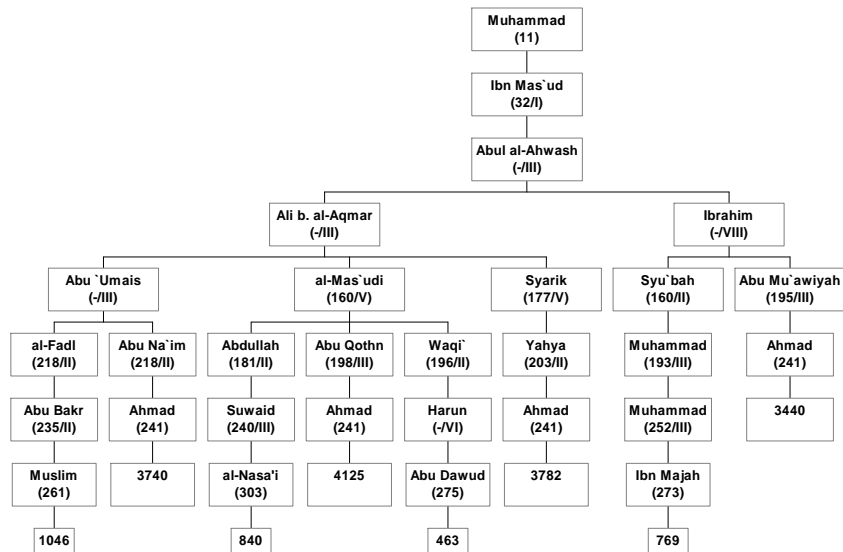 Muhammad
(11)
Ibn Mas`ud
(32/I)
Abul al-Ahwash
(-/III)
Ali b. al-Aqmar
(-/III)
Ibrahim
(-/VIII)
Abu `Umais
(-/III)
al-Mas`udi
(160/V)
Syarik
(177/V)
Syu`bah
(160/II)
Abu Mu`awiyah
(195/III)
al-Fadl
(218/II)
Abu Na`im
(218/II)
Abdullah
(181/II)
Abu Qothn
(198/III)
Waqi`
(196/II)
Yahya
(203/II)
Muhammad
(193/III)
Ahmad
(241)
Abu Bakr
(235/II)
Ahmad
(241)
Suwaid
(240/III)
Ahmad
(241)
Harun
(-/VI)
Ahmad
(241)
Muhammad
(252/III)
3440
Muslim
(261)
3740
al-Nasa'i
(303)
4125
Abu Dawud
(275)
3782
Ibn Majah
(273)
1046
840
463
769